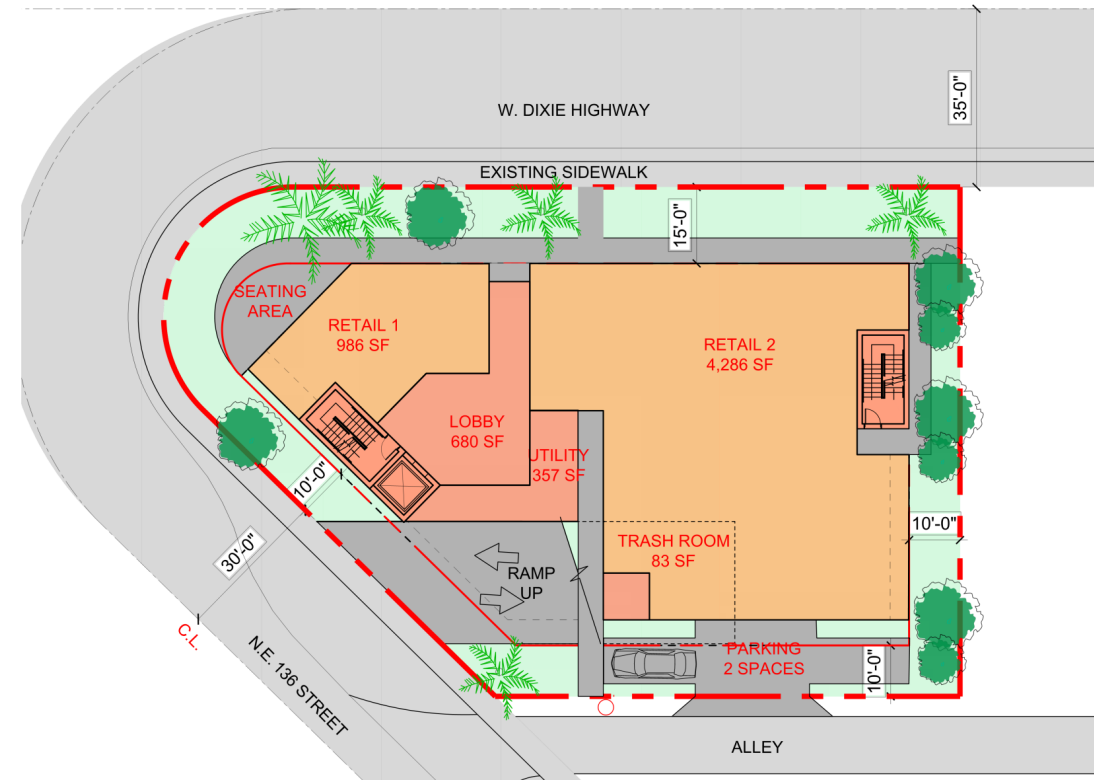 W. DIXIE HIGHWAY
35'-0"
EXISTING SIDEWALK
15'-0"
SEATING
AREA
RETAIL 1
986 SF
RETAIL 2
4,286 SF
LOBBY
680 SF
UTILITY
357 SF
10'-0"
30'-0"
10'-0"
TRASH ROOM
83 SF
RAMP
UP
C.L.
N.E. 136 STREET
PARKING
2 SPACES
10'-0"
ALLEY